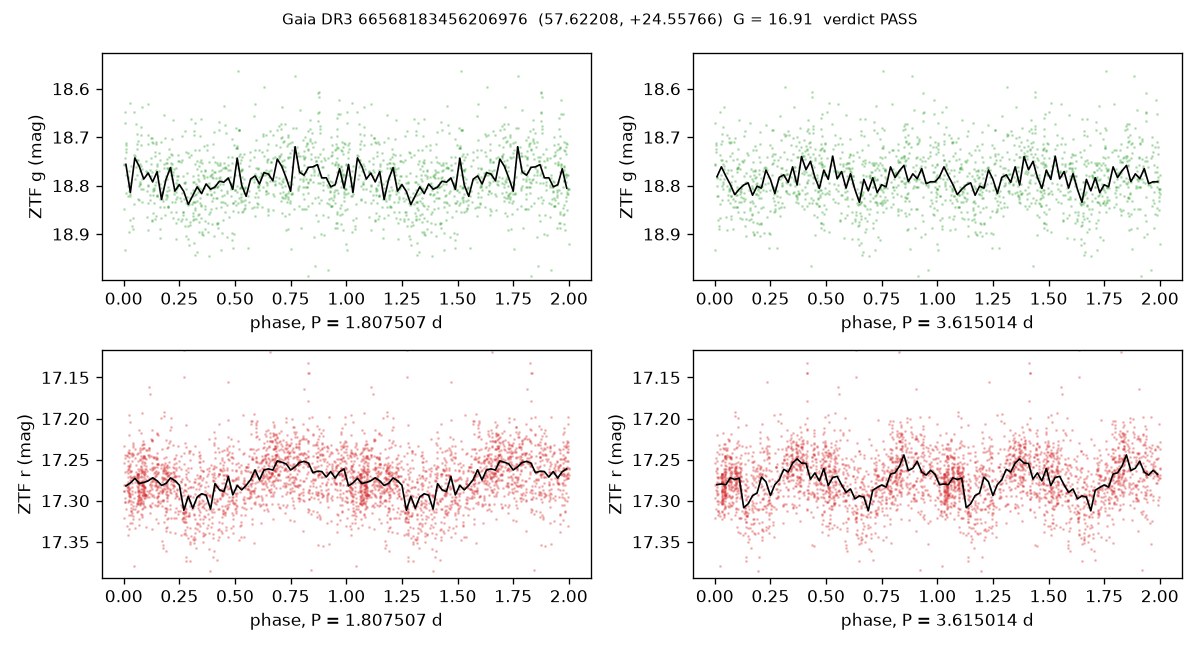 Gaia DR3 66568183456206976 (57.62208, +24.55766) G = 16.91 verdict PASS
ZTF g (mag)
18.6
18.7
18.8
18.9
0.00 0.25 0.50 0.75 1.00 1.25 1.50 1.75 2.00
phase, P = 1.807507 d
ZTF g (mag)
18.6
18.7
18.8
18.9
0.00 0.25 0.50 0.75 1.00 1.25 1.50 1.75 2.00
phase, P = 3.615014 d
ZTF r (mag)
17.15
17.20
17.25
17.30
17.35
0.00 0.25 0.50 0.75 1.00 1.25 1.50 1.75 2.00
phase, P = 1.807507 d
ZTF r (mag)
17.15
17.20
17.25
17.30
17.35
0.00 0.25 0.50 0.75 1.00 1.25 1.50 1.75 2.00
phase, P = 3.615014 d